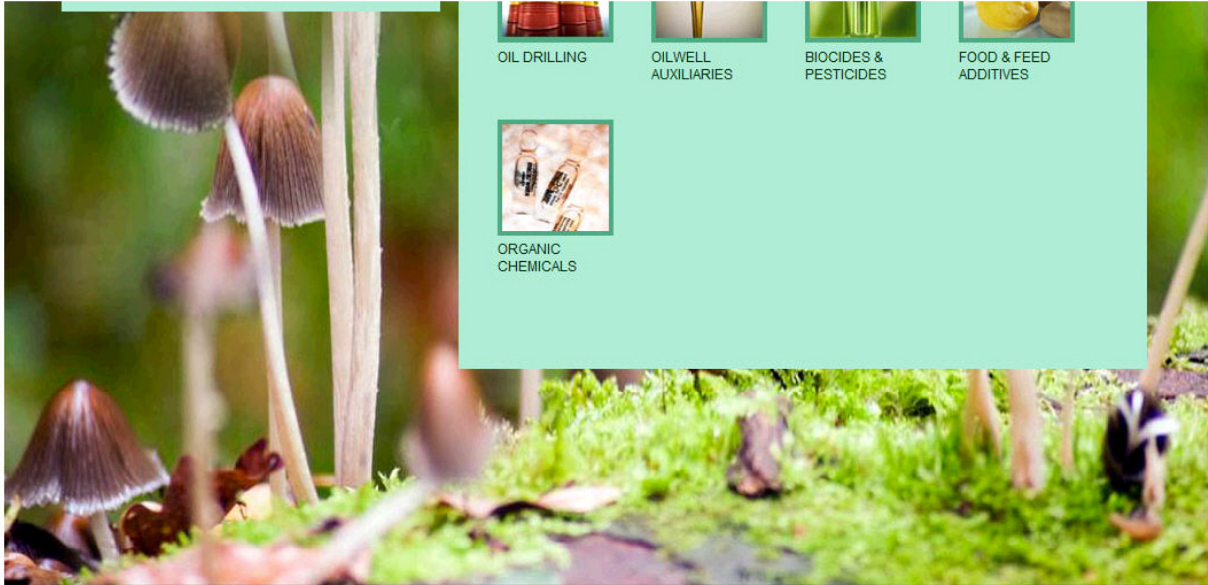 OIL DRILLING
OILWELL
AUXILIARIES
BIOCIDES &
PESTICIDES
FOOD & FEED
ADDITIVES
ORGANIC
CHEMICALS